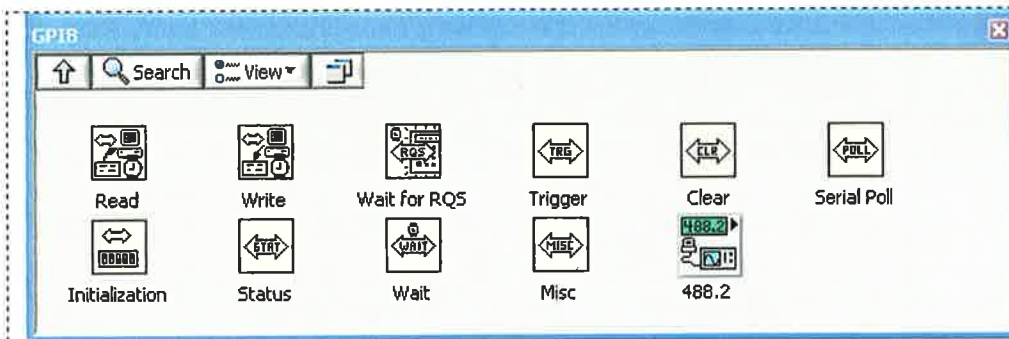 GPIB
Search View
RQS TRG CLR POLL
Read Write Wait for RQS Trigger Clear Serial Poll
STAT WAIT MISC 488.2
Initialization Status Wait Misc 488.2